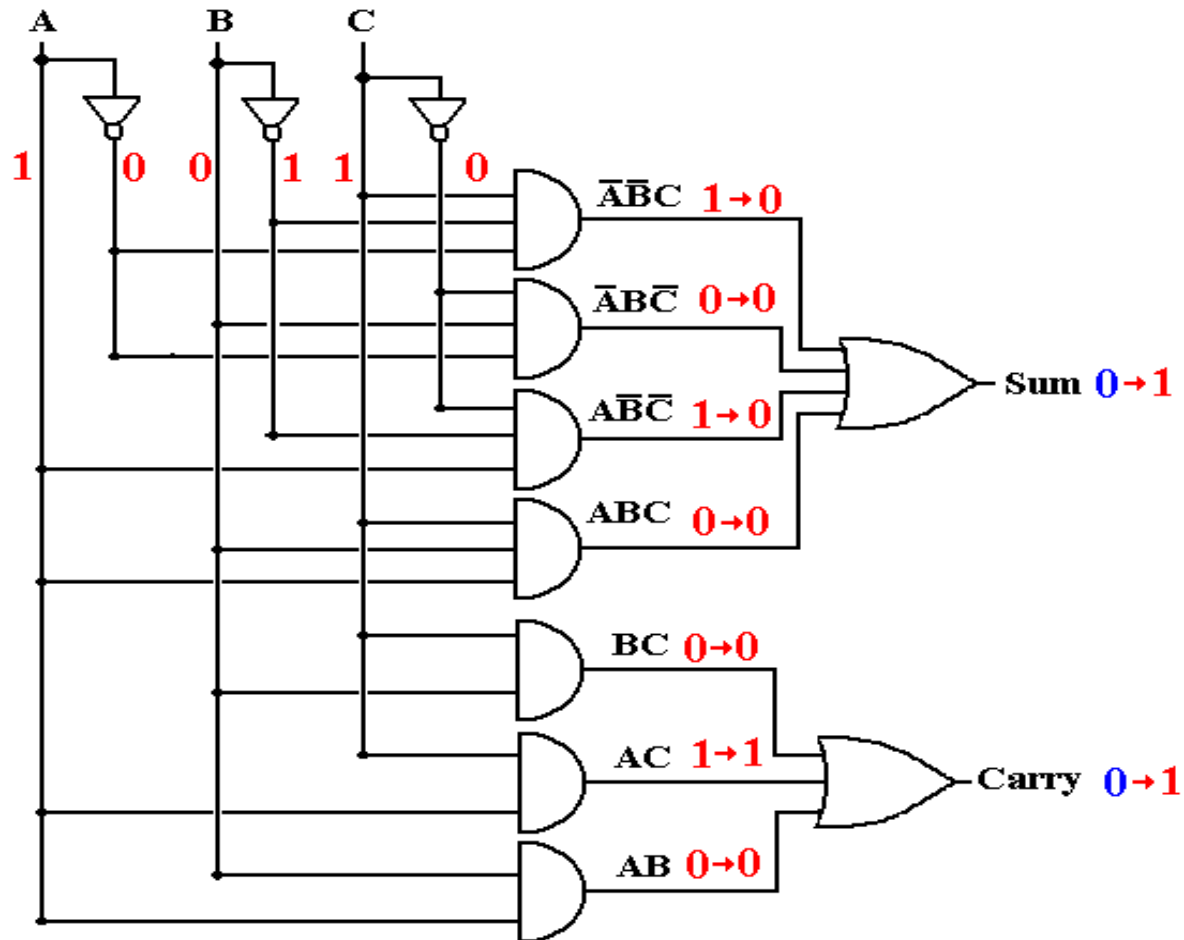 A B C
1 0 0 1 1 0
A̅B̅C 1→0
A̅BC̅ 0→0
Sum 0→1
AB̅C̅ 1→0
ABC 0→0
BC 0→0
AC 1→1
Carry 0→1
AB 0→0